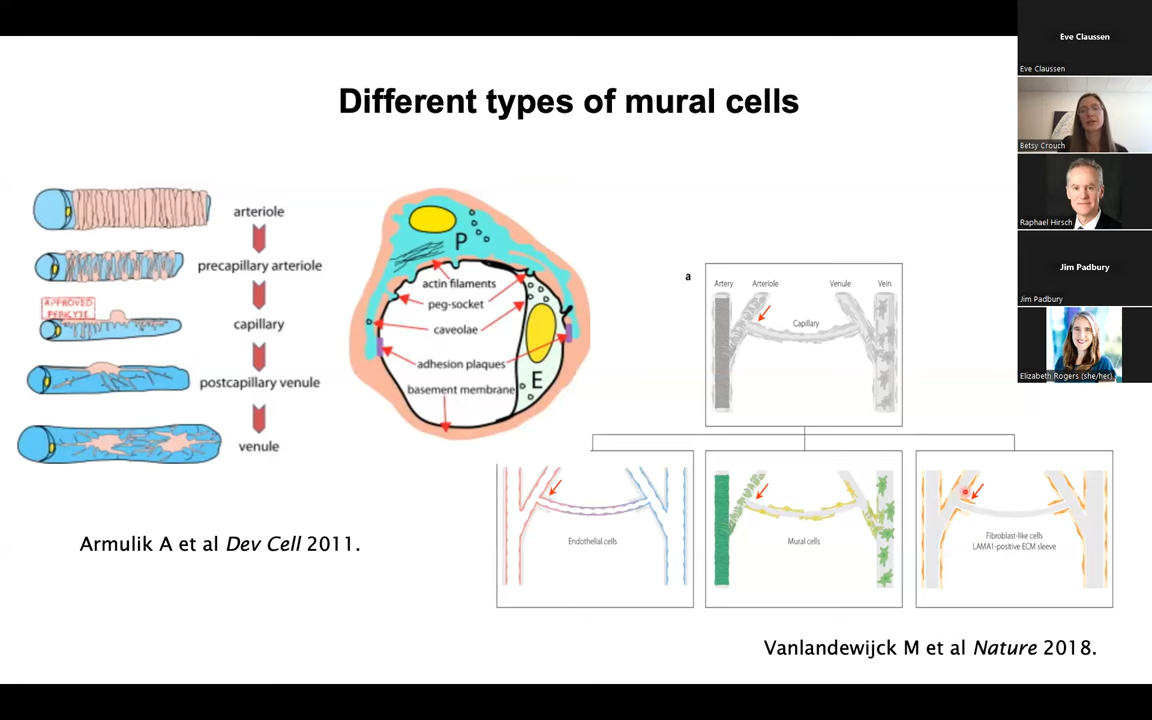 Different types of mural cells
arteriole
precapillary arteriole
APPROVED
PERICYTE
capillary
postcapillary venule
venule
P
actin filaments
peg-socket
caveolae
adhesion plaques
E
basement membrane
Armulik A et al Dev Cell 2011.
a
Artery
Arteriole
Venule
Vein
Capillary
Endothelial cells
Mural cells
Fibroblast-like cells
LAMA1-positive ECM sleeve
Vanlandewijck M et al Nature 2018.
Eve Claussen
Eve Claussen
Betsy Crouch
Raphael Hirsch
Jim Padbury
Jim Padbury
Elizabeth Rogers (she/her)